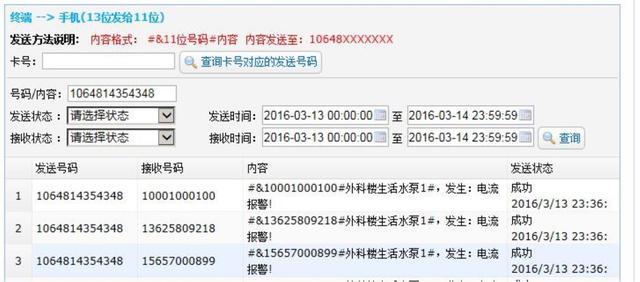 终端 --> 手机(13位发给11位)
发送方法说明： 内容格式： #&11位号码#内容 内容发送至：10648XXXXXXX
卡号： 查询卡号对应的发送号码
号码/内容： 1064814354348
发送状态： 请选择状态 发送时间： 2016-03-13 00:00:00 至 2016-03-14 23:59:59
接收状态： 请选择状态 接收时间： 2016-03-13 00:00:00 至 2016-03-14 23:59:59 查询
发送号码 接收号码 内容 发送状态
1 1064814354348 10001000100 #&10001000100#外科楼生活水泵1#，发生：电流 成功
报警! 2016/3/13 23:36:
2 1064814354348 13625809218 #&13625809218#外科楼生活水泵1#，发生：电流 成功
报警! 2016/3/13 23:36:
3 1064814354348 15657000899 #&15657000899#外科楼生活水泵1#，发生：电流 成功
报警! 2016/3/13 23:36: